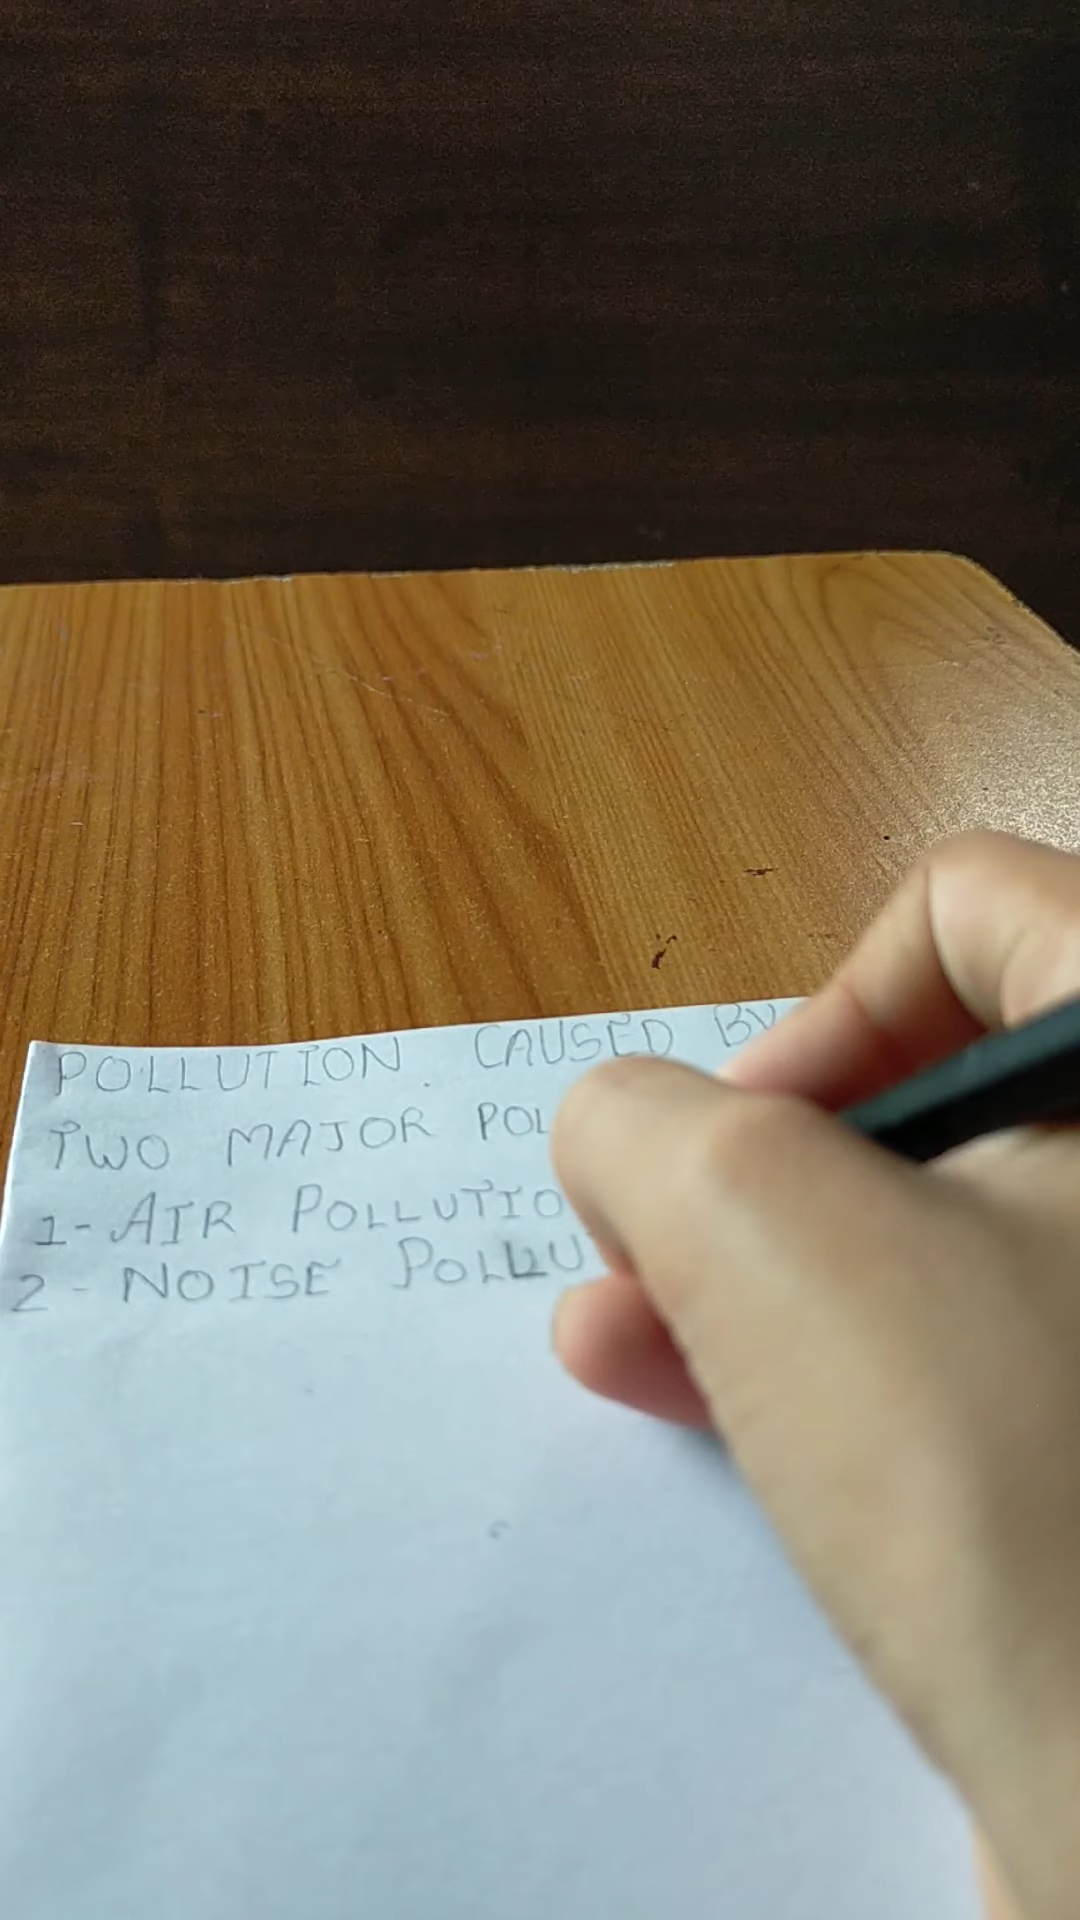 POLLUTION. CAUSED BY
TWO MAJOR POL
1- AIR POLLUTIO
2 - NOISE POLLU